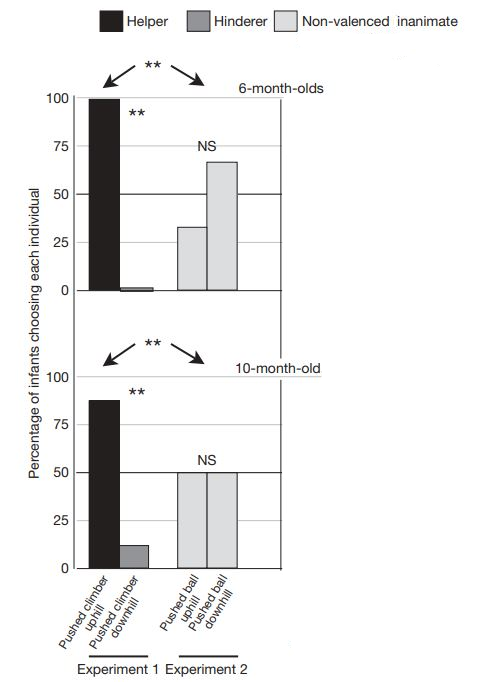 Helper Hinderer Non-valenced inanimate
**
6-month-olds
100
**
75
NS
50
25
0
Percentage of infants choosing each individual
**
10-month-old
100
**
75
NS
50
25
0
Pushed climber
uphill
Pushed climber
downhill
Pushed ball
uphill
Pushed ball
downhill
Experiment 1 Experiment 2